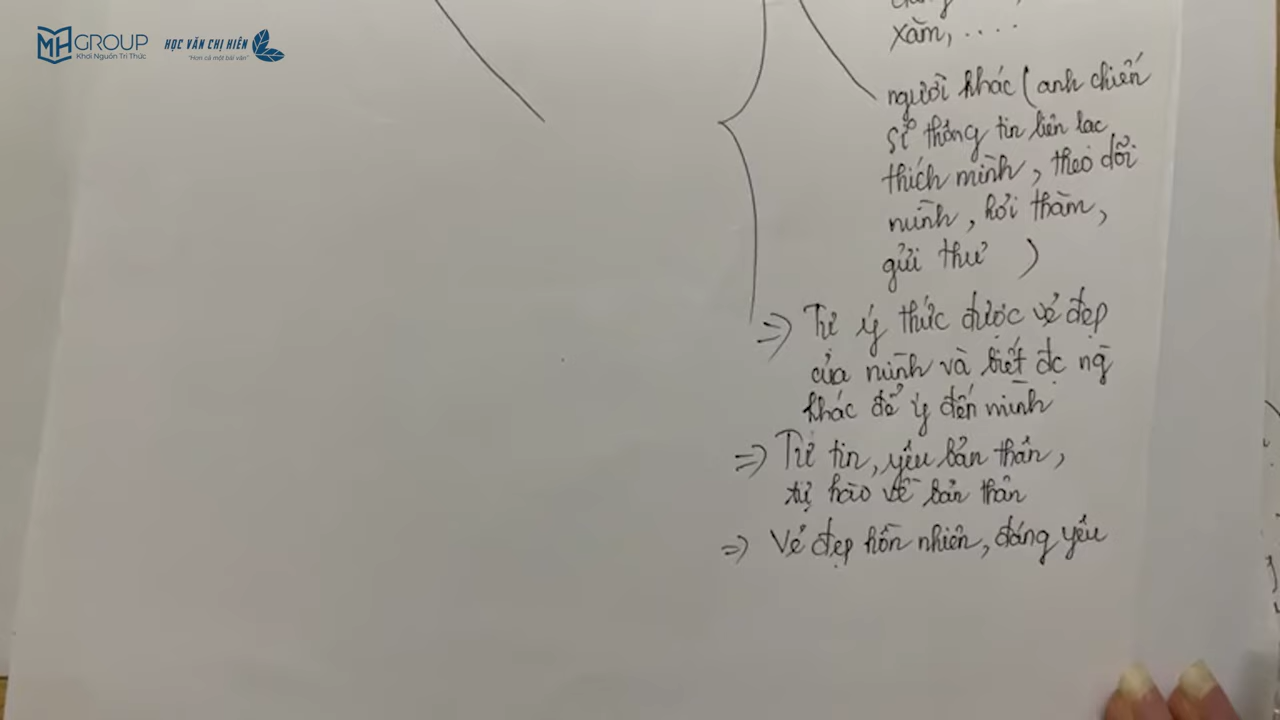 MH GROUP
Khơi Nguồn Tri Thức
HỌC VĂN CHỊ HIÊN
"Hơn cả một bài văn"
xăm, ....
người khác (anh chiến
sĩ thông tin liên lạc
thích mình, theo dõi
mình, hỏi thăm,
gửi thư )
=> Tự ý thức được vẻ đẹp
của mình và biết đc ng
khác để ý đến mình
=> Tự tin, yêu bản thân,
tự hào về bản thân
=> Vẻ đẹp hồn nhiên, đáng yêu